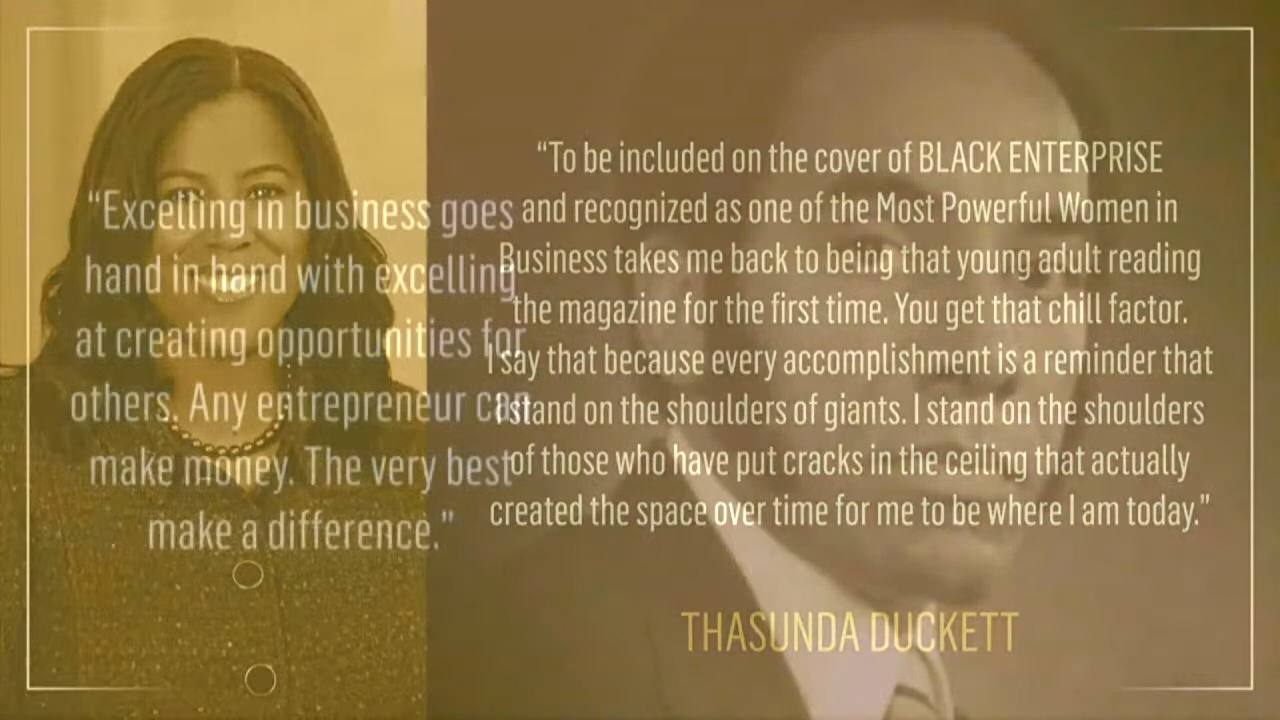 “Excelling in business goes
hand in hand with excelling
at creating opportunities for
others. Any entrepreneur can
make money. The very best
make a difference."
“To be included on the cover of BLACK ENTERPRISE
and recognized as one of the Most Powerful Women in
Business takes me back to being that young adult reading
the magazine for the first time. You get that chill factor.
I say that because every accomplishment is a reminder that
I stand on the shoulders of giants. I stand on the shoulders
of those who have put cracks in the ceiling that actually
created the space over time for me to be where I am today.”
THASUNDA DUCKETT